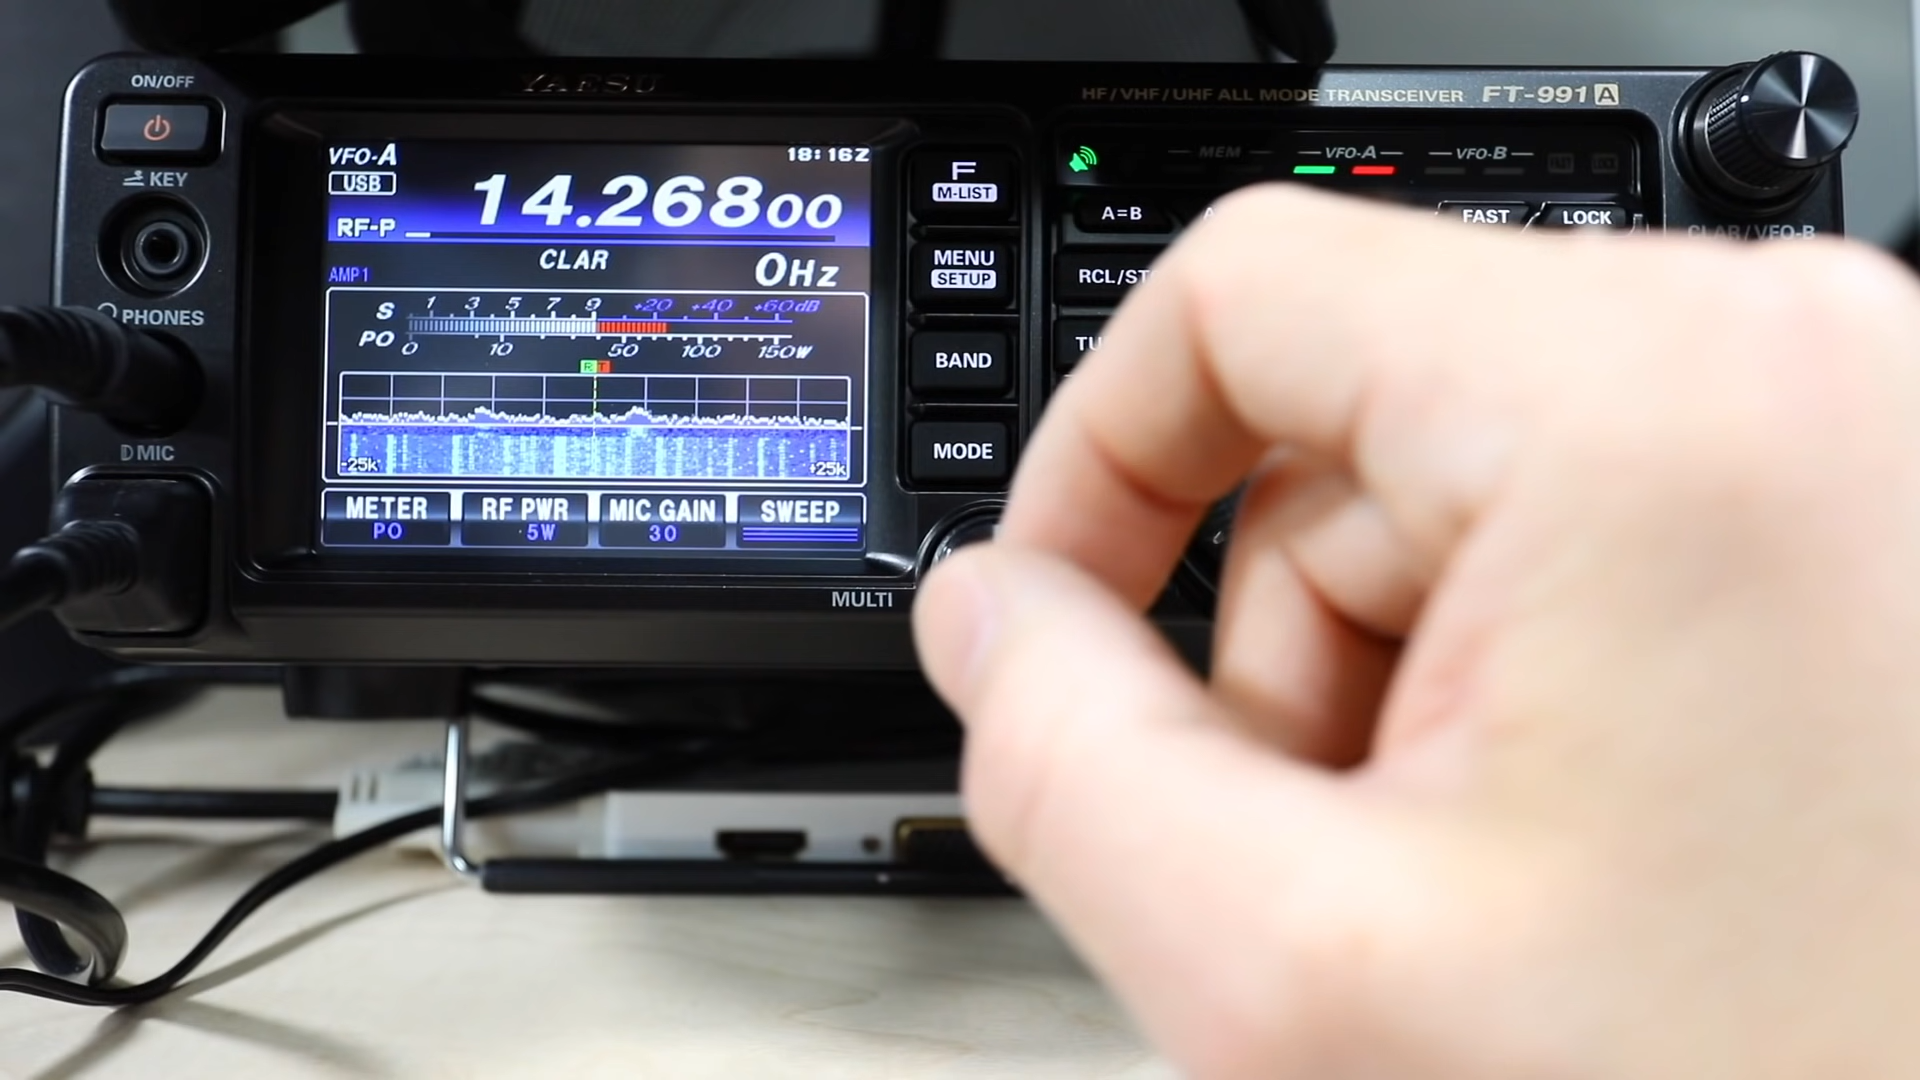 YAESU
HF/VHF/UHF ALL MODE TRANSCEIVER FT-991A
ON/OFF
KEY
PHONES
MIC
VFO-A
18:16Z
USB
14.26800
RF-P
CLAR
0Hz
AMP1
S 1 3 5 7 9 +20 +40 +60dB
PO 0 10 50 100 150W
R T
-25k +25k
METER RF PWR MIC GAIN SWEEP
PO 5W 30
MULTI
F
M-LIST
MENU
SETUP
BAND
MODE
MEM VFO-A VFO-B FAST LOCK
A=B
FAST LOCK
CLAR/VFO-B